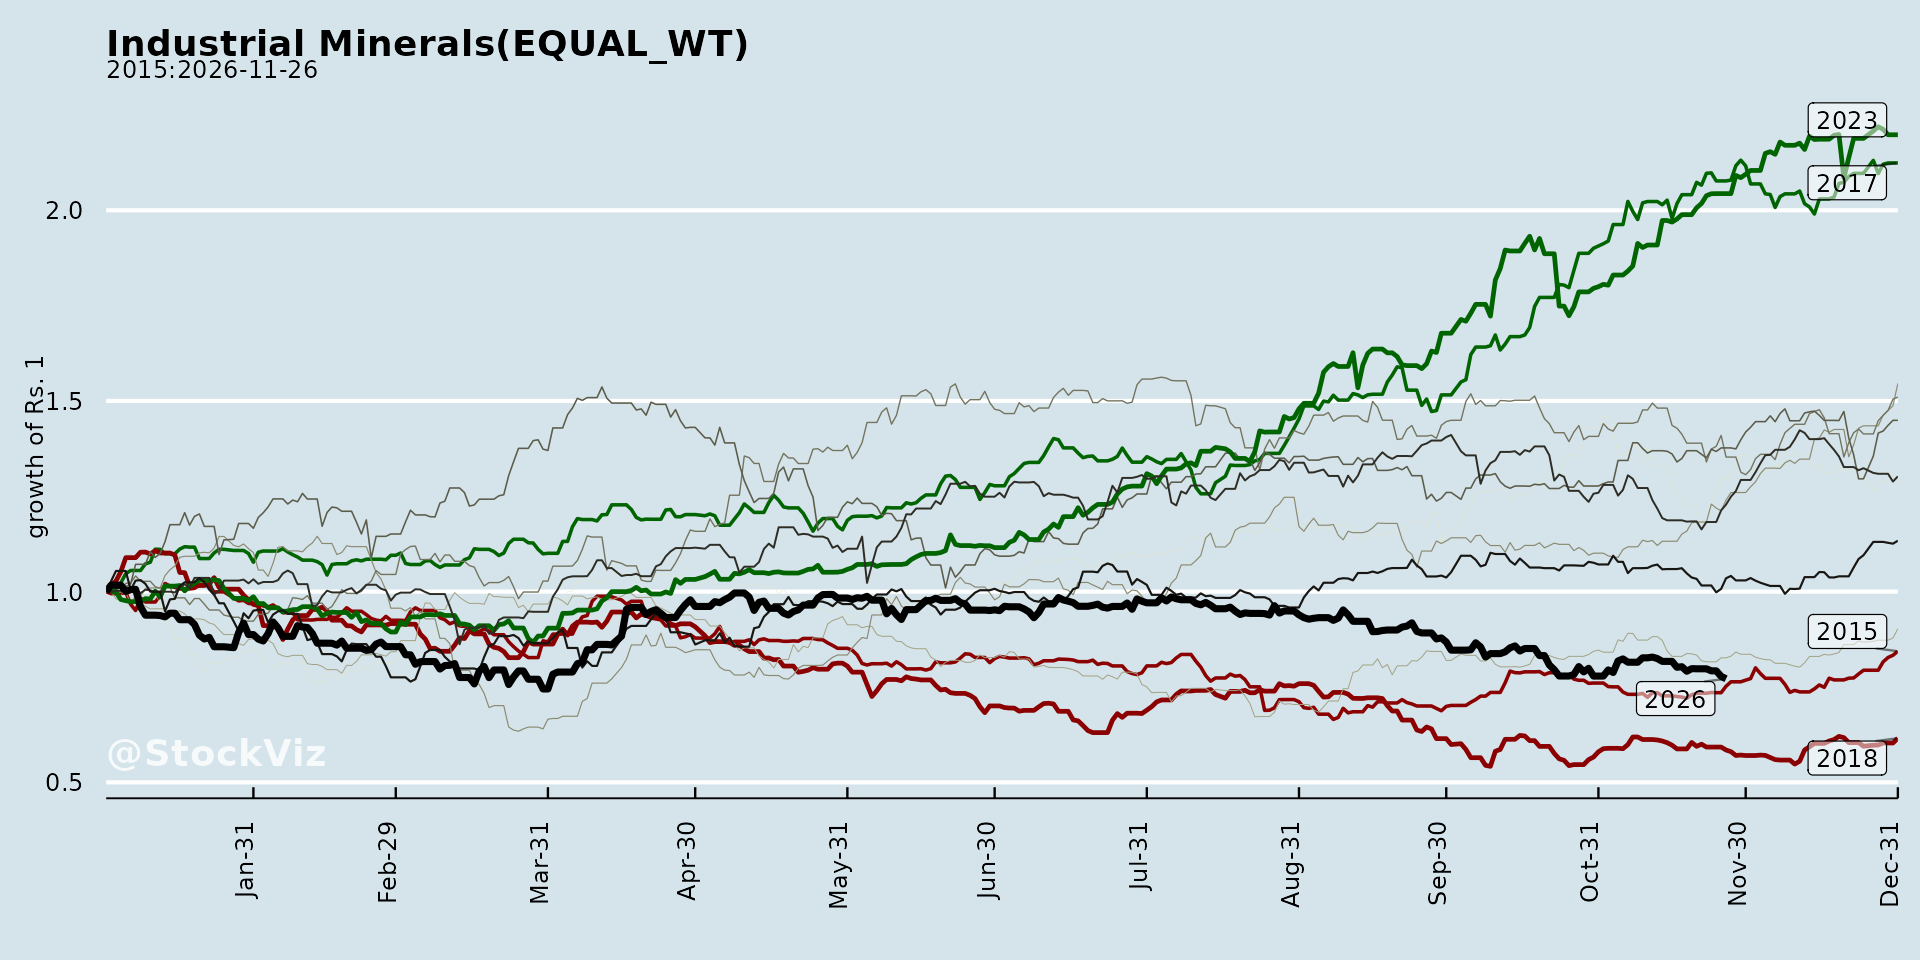 Industrial Minerals(EQUAL_WT)
2015:2026-11-26
growth of Rs. 1
2.0
1.5
1.0
0.5
2023
2017
2015
2026
2018
@StockViz
Jan-31
Feb-29
Mar-31
Apr-30
May-31
Jun-30
Jul-31
Aug-31
Sep-30
Oct-31
Nov-30
Dec-31